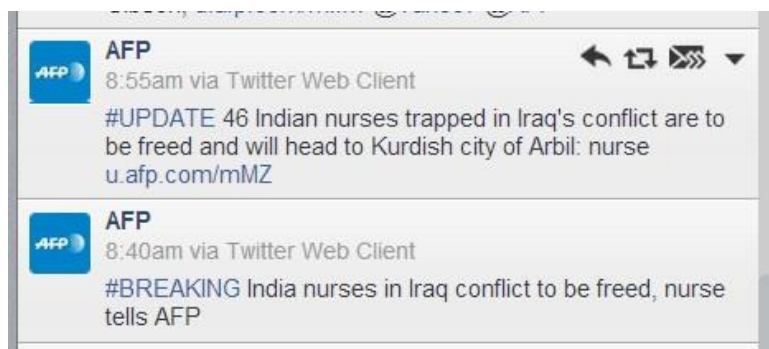 AFP
AFP
8:55am via Twitter Web Client
#UPDATE 46 Indian nurses trapped in Iraq's conflict are to
be freed and will head to Kurdish city of Arbil: nurse
u.afp.com/mMZ
AFP
AFP
8:40am via Twitter Web Client
#BREAKING India nurses in Iraq conflict to be freed, nurse
tells AFP